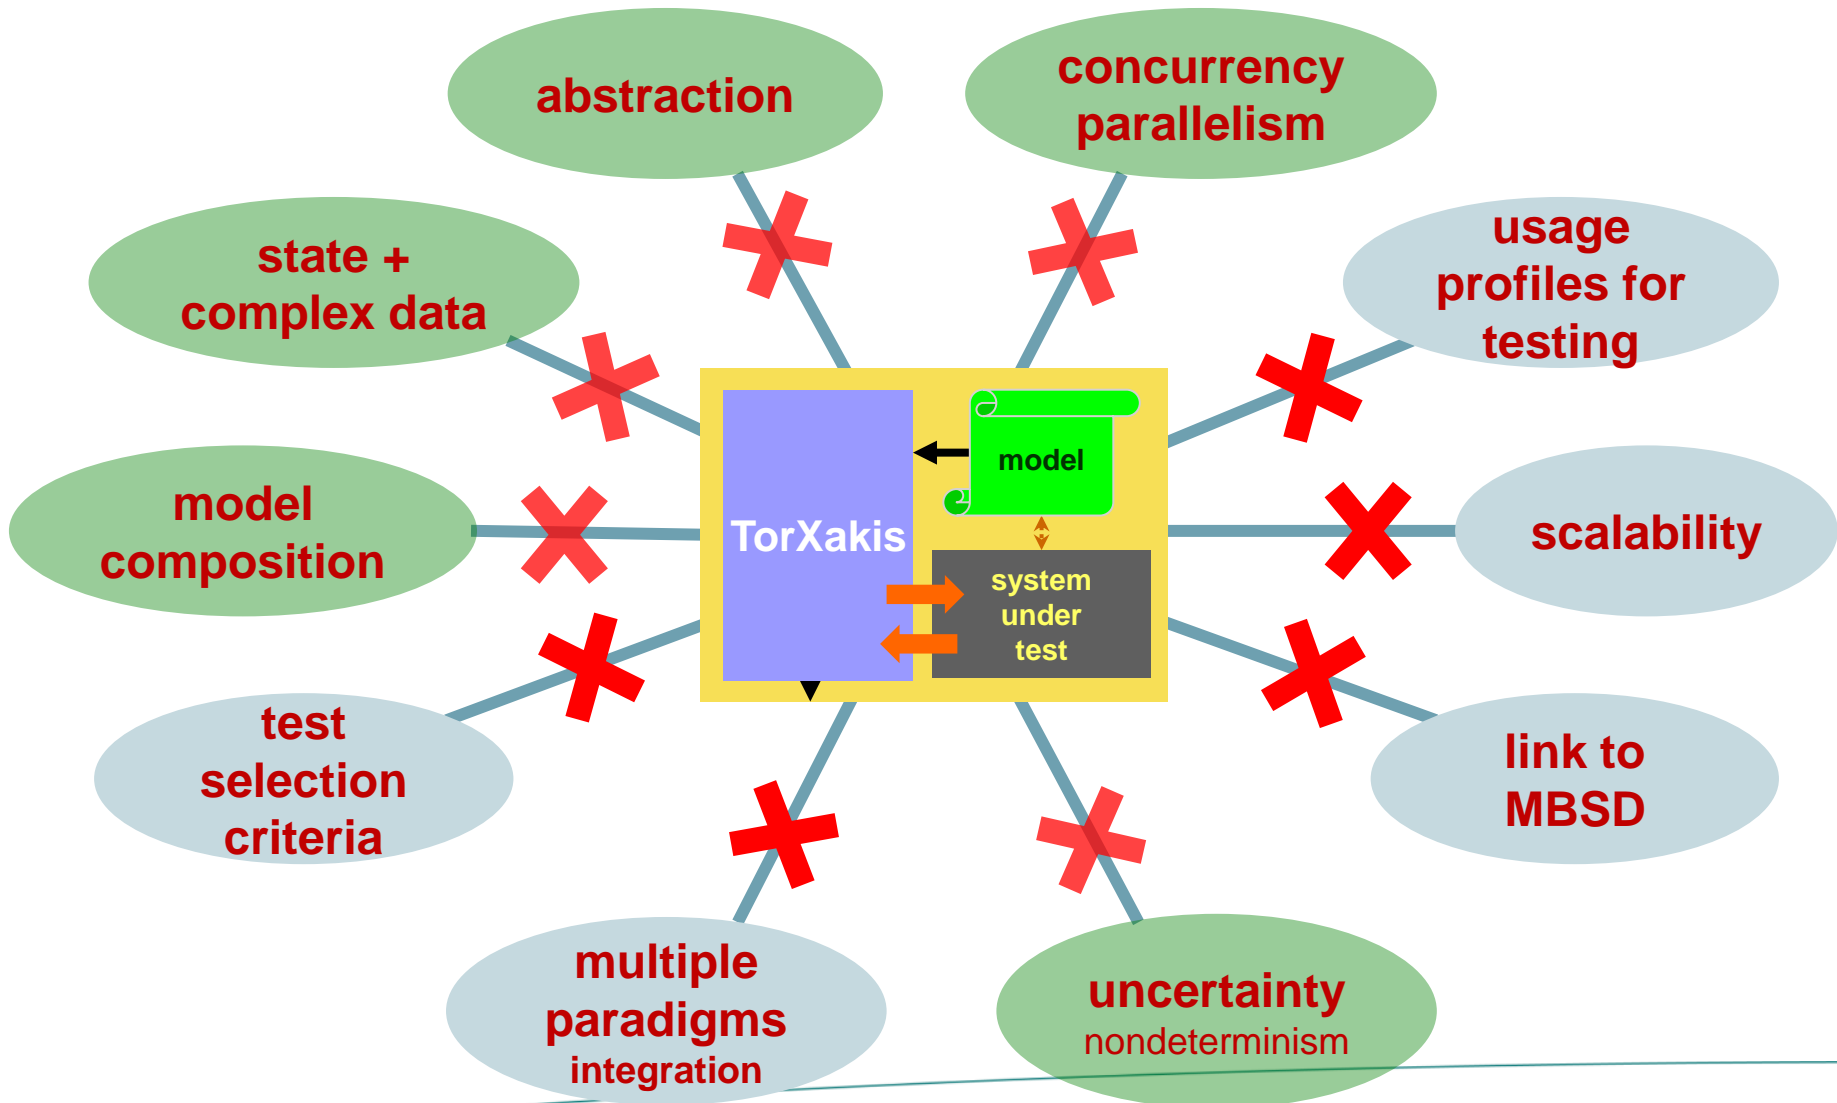 abstraction
concurrency
parallelism
state +
complex data
usage
profiles for
testing
model
composition
TorXakis
model
system
under
test
scalability
test
selection
criteria
link to
MBSD
multiple
paradigms
integration
uncertainty
nondeterminism